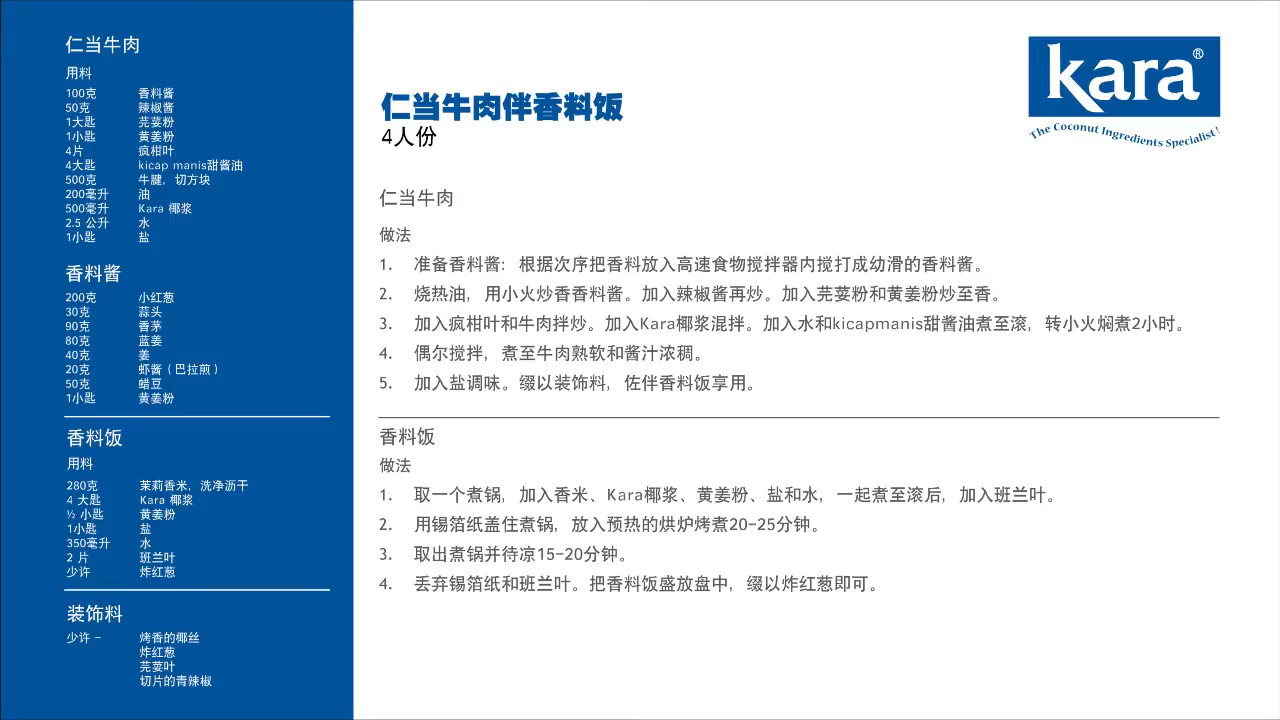 仁当牛肉
用料
100克 香料酱
50克 辣椒酱
1大匙 芫荽粉
1小匙 黄姜粉
4片 疯柑叶
4大匙 kicap manis甜酱油
500克 牛腱，切方块
200毫升 油
500毫升 Kara 椰浆
2.5 公升 水
1小匙 盐
香料酱
200克 小红葱
30克 蒜头
90克 香茅
80克 蓝姜
40克 姜
20克 虾酱（巴拉煎）
50克 蜡豆
1小匙 黄姜粉
香料饭
用料
280克 茉莉香米，洗净沥干
4 大匙 Kara 椰浆
½ 小匙 黄姜粉
1小匙 盐
350毫升 水
2 片 班兰叶
少许 炸红葱
装饰料
少许 - 烤香的椰丝
炸红葱
芫荽叶
切片的青辣椒
仁当牛肉伴香料饭
4人份
kara®
The Coconut Ingredients Specialist!
仁当牛肉
做法
1. 准备香料酱：根据次序把香料放入高速食物搅拌器内搅打成幼滑的香料酱。
2. 烧热油，用小火炒香香料酱。加入辣椒酱再炒。加入芫荽粉和黄姜粉炒至香。
3. 加入疯柑叶和牛肉拌炒。加入Kara椰浆混拌。加入水和kicapmanis甜酱油煮至滚，转小火焖煮2小时。
4. 偶尔搅拌，煮至牛肉熟软和酱汁浓稠。
5. 加入盐调味。缀以装饰料，佐伴香料饭享用。
香料饭
做法
1. 取一个煮锅，加入香米、Kara椰浆、黄姜粉、盐和水，一起煮至滚后，加入班兰叶。
2. 用锡箔纸盖住煮锅，放入预热的烘炉烤煮20-25分钟。
3. 取出煮锅并待凉15-20分钟。
4. 丢弃锡箔纸和班兰叶。把香料饭盛放盘中，缀以炸红葱即可。